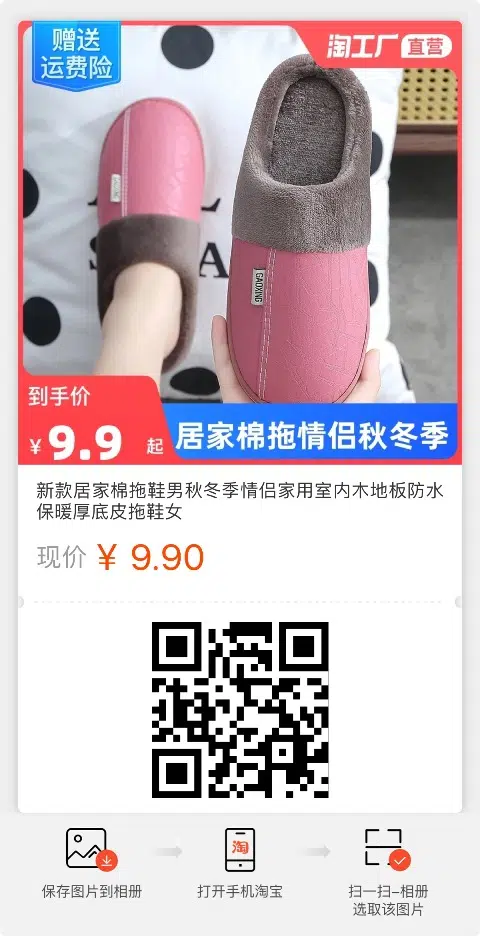 赠送
运费险
淘工厂 直营
GAOXING
到手价
¥9.9 起
居家棉拖情侣秋冬季
新款居家棉拖鞋男秋冬季情侣家用室内木地板防水
保暖厚底皮拖鞋女
现价 ¥ 9.90
淘
保存图片到相册
打开手机淘宝
扫一扫-相册
选取该图片